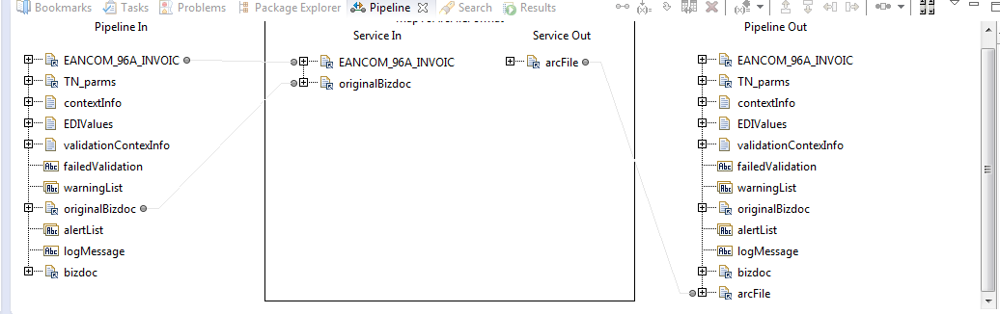 Bookmarks Tasks Problems Package Explorer Pipeline Search Results
Pipeline In
Service In
Service Out
Pipeline Out
EANCOM_96A_INVOIC
TN_parms
contextInfo
EDIValues
validationContexInfo
failedValidation
warningList
originalBizdoc
alertList
logMessage
bizdoc
EANCOM_96A_INVOIC
originalBizdoc
arcFile
EANCOM_96A_INVOIC
TN_parms
contextInfo
EDIValues
validationContexInfo
failedValidation
warningList
originalBizdoc
alertList
logMessage
bizdoc
arcFile